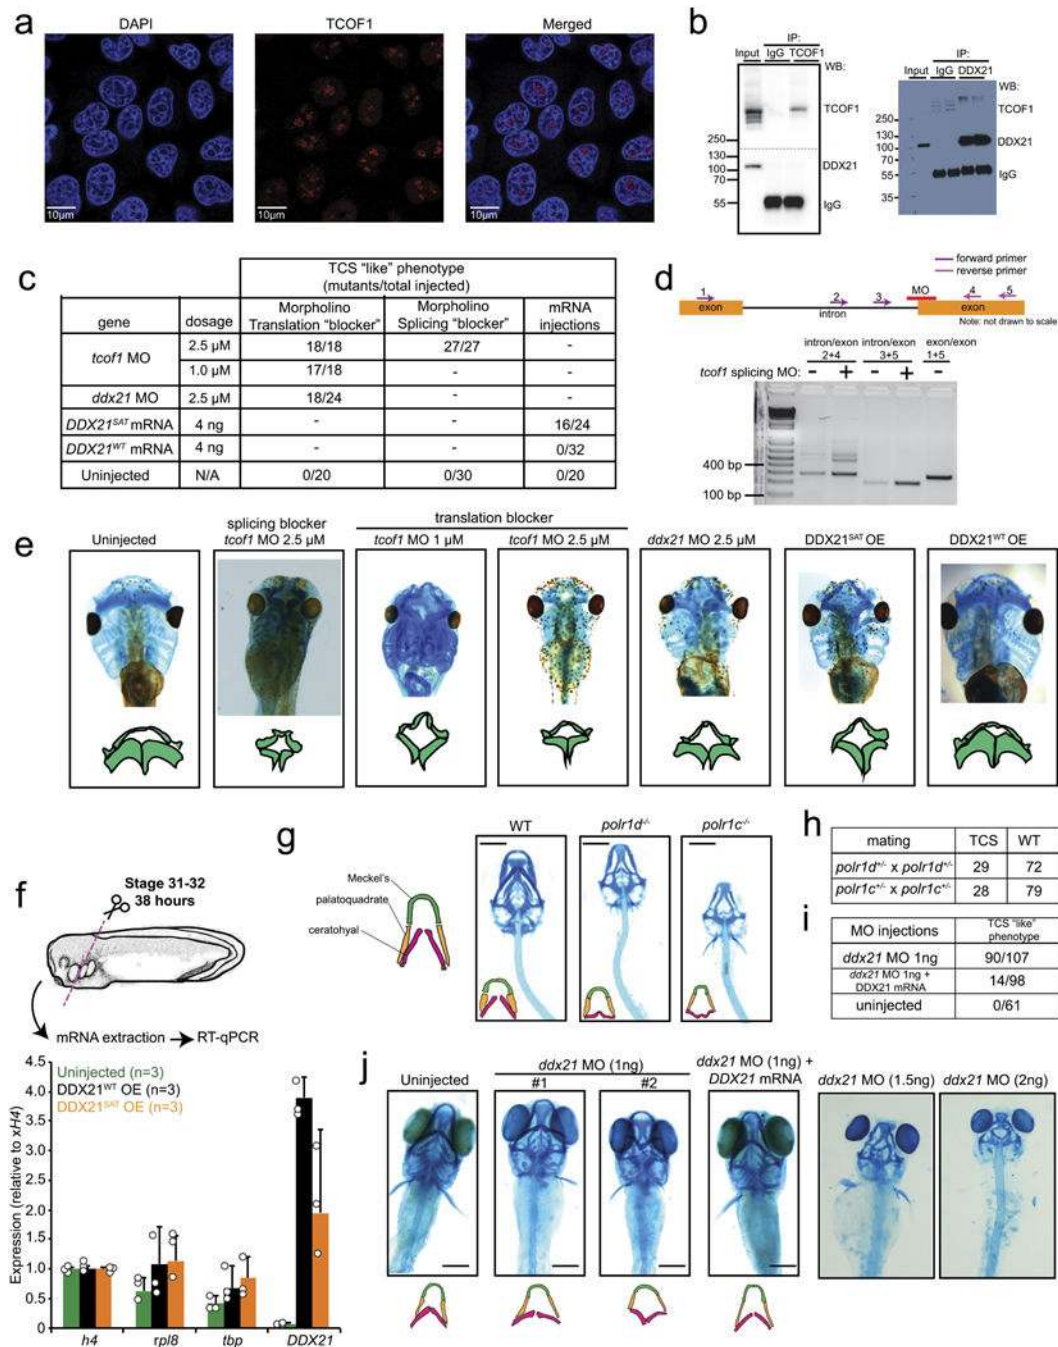 a
DAPI
TCOF1
Merged
10µm
10µm
10µm
b
IP:
Input IgG TCOF1
WB:
TCOF1
250
130
100
70
DDX21
55
IgG
IP:
Input IgG DDX21
WB:
TCOF1
250
130
100
DDX21
70
55
IgG
35
c
TCS "like" phenotype
(mutants/total injected)
gene dosage Morpholino Translation "blocker" Morpholino Splicing "blocker" mRNA injections
tcof1 MO 2.5 µM 18/18 27/27 -
1.0 µM 17/18 - -
ddx21 MO 2.5 µM 18/24 - -
DDX21SAT mRNA 4 ng - - 16/24
DDX21WT mRNA 4 ng - - 0/32
Uninjected N/A 0/20 0/30 0/20
d
forward primer
reverse primer
1 2 3 MO 4 5
exon intron exon
Note: not drawn to scale
intron/exon intron/exon exon/exon
2+4 3+5 1+5
tcof1 splicing MO: - + - + -
400 bp
100 bp
e
Uninjected
splicing blocker
tcof1 MO 2.5 µM
translation blocker
tcof1 MO 1 µM
tcof1 MO 2.5 µM
ddx21 MO 2.5 µM
DDX21SAT OE
DDX21WT OE
f
Stage 31-32
38 hours
mRNA extraction → RT-qPCR
Uninjected (n=3)
DDX21WT OE (n=3)
DDX21SAT OE (n=3)
Expression (relative to xH4)
4.5
4.0
3.5
3.0
2.5
2.0
1.5
1.0
0.5
0
h4 rpl8 tbp DDX21
g
Meckel's
palatoquadrate
ceratohyal
WT
polr1d-/-
polr1c-/-
h
mating TCS WT
polr1d+/- x polr1d+/- 29 72
polr1c+/- x polr1c+/- 28 79
i
MO injections TCS "like" phenotype
ddx21 MO 1ng 90/107
ddx21 MO 1ng + DDX21 mRNA 14/98
uninjected 0/61
j
Uninjected
ddx21 MO (1ng)
#1 #2
ddx21 MO (1ng) +
DDX21 mRNA
ddx21 MO (1.5ng)
ddx21 MO (2ng)